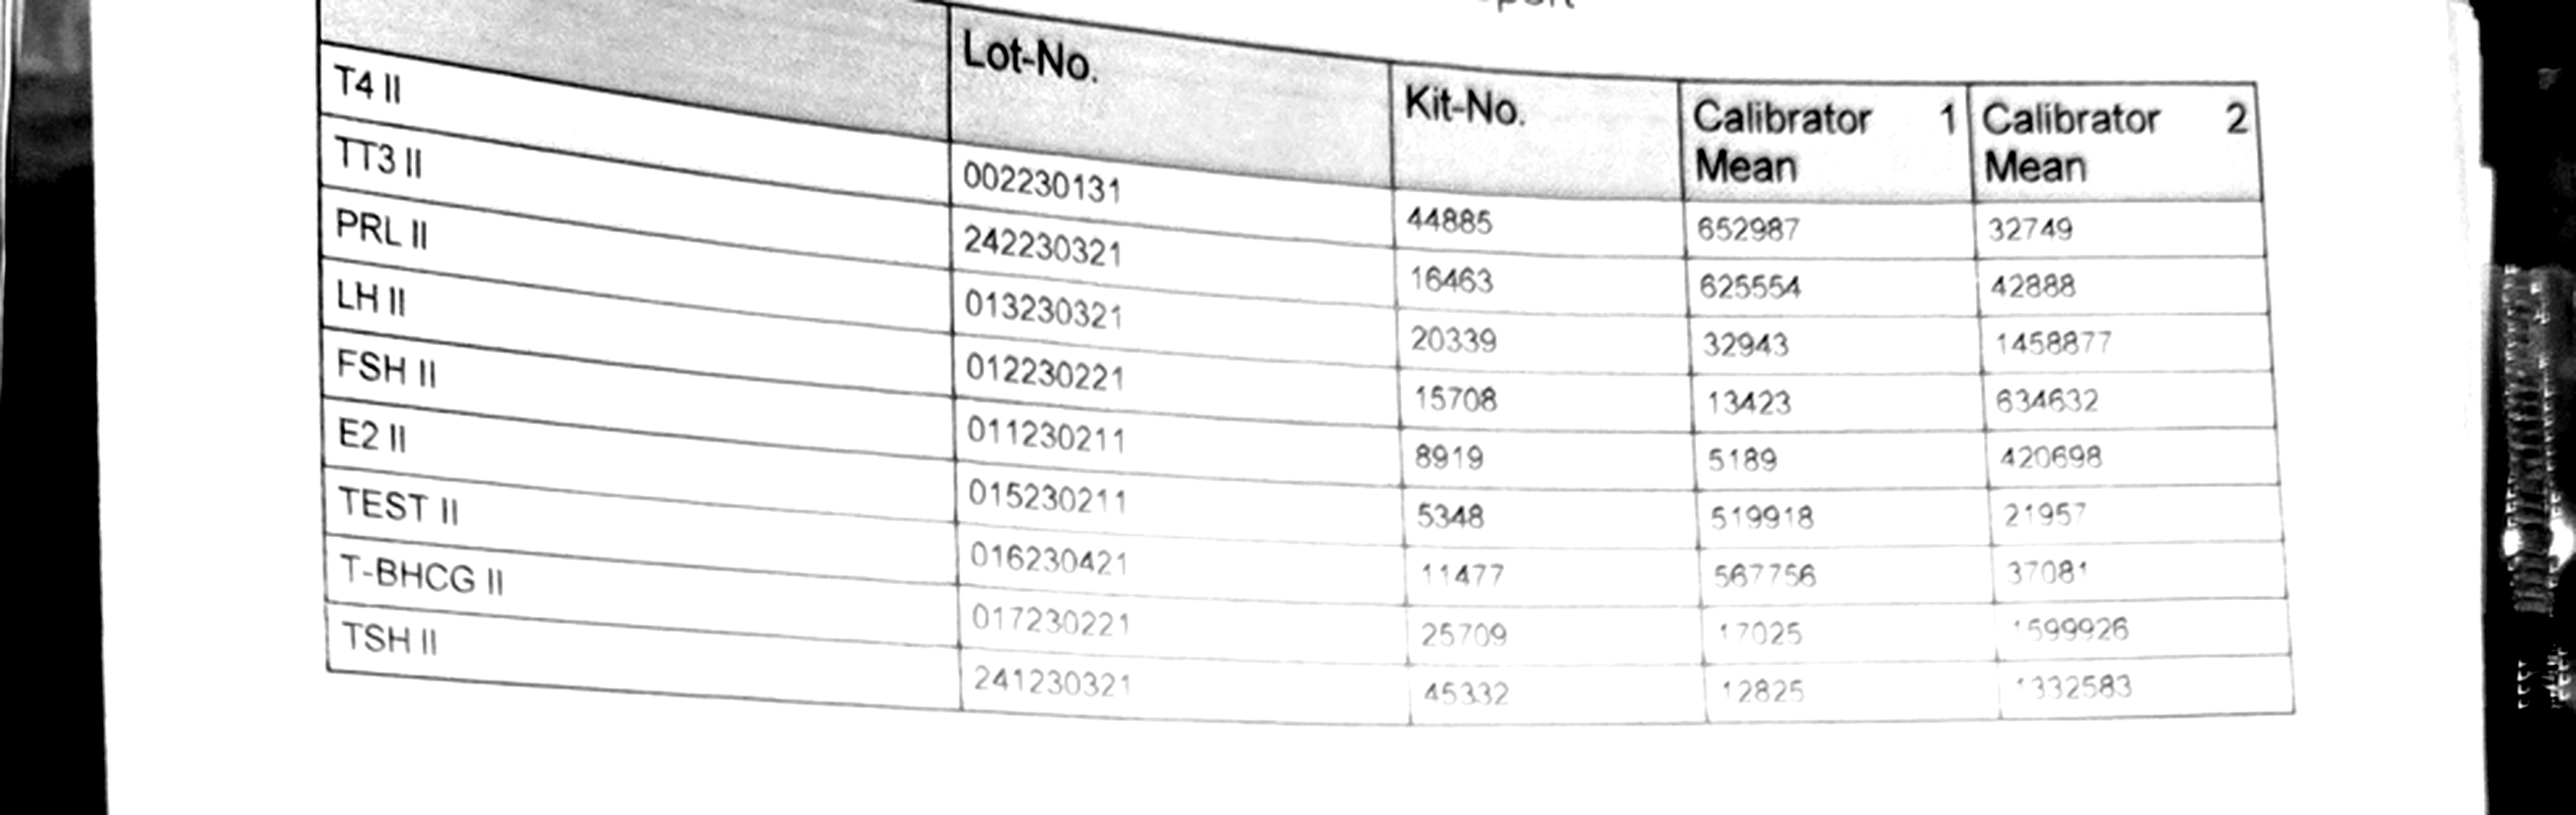 Lot-No. Kit-No. Calibrator 1 Mean Calibrator 2 Mean
T4 II 002230131 44885 652987 32749
TT3 II 242230321 16463 625554 42888
PRL II 013230321 20339 32943 1458877
LH II 012230221 15708 13423 634632
FSH II 011230211 8919 5189 420698
E2 II 015230211 5348 519918 21957
TEST II 016230421 11477 567756 37081
T-BHCG II 017230221 25709 17025 1599926
TSH II 241230321 45332 12825 1332583